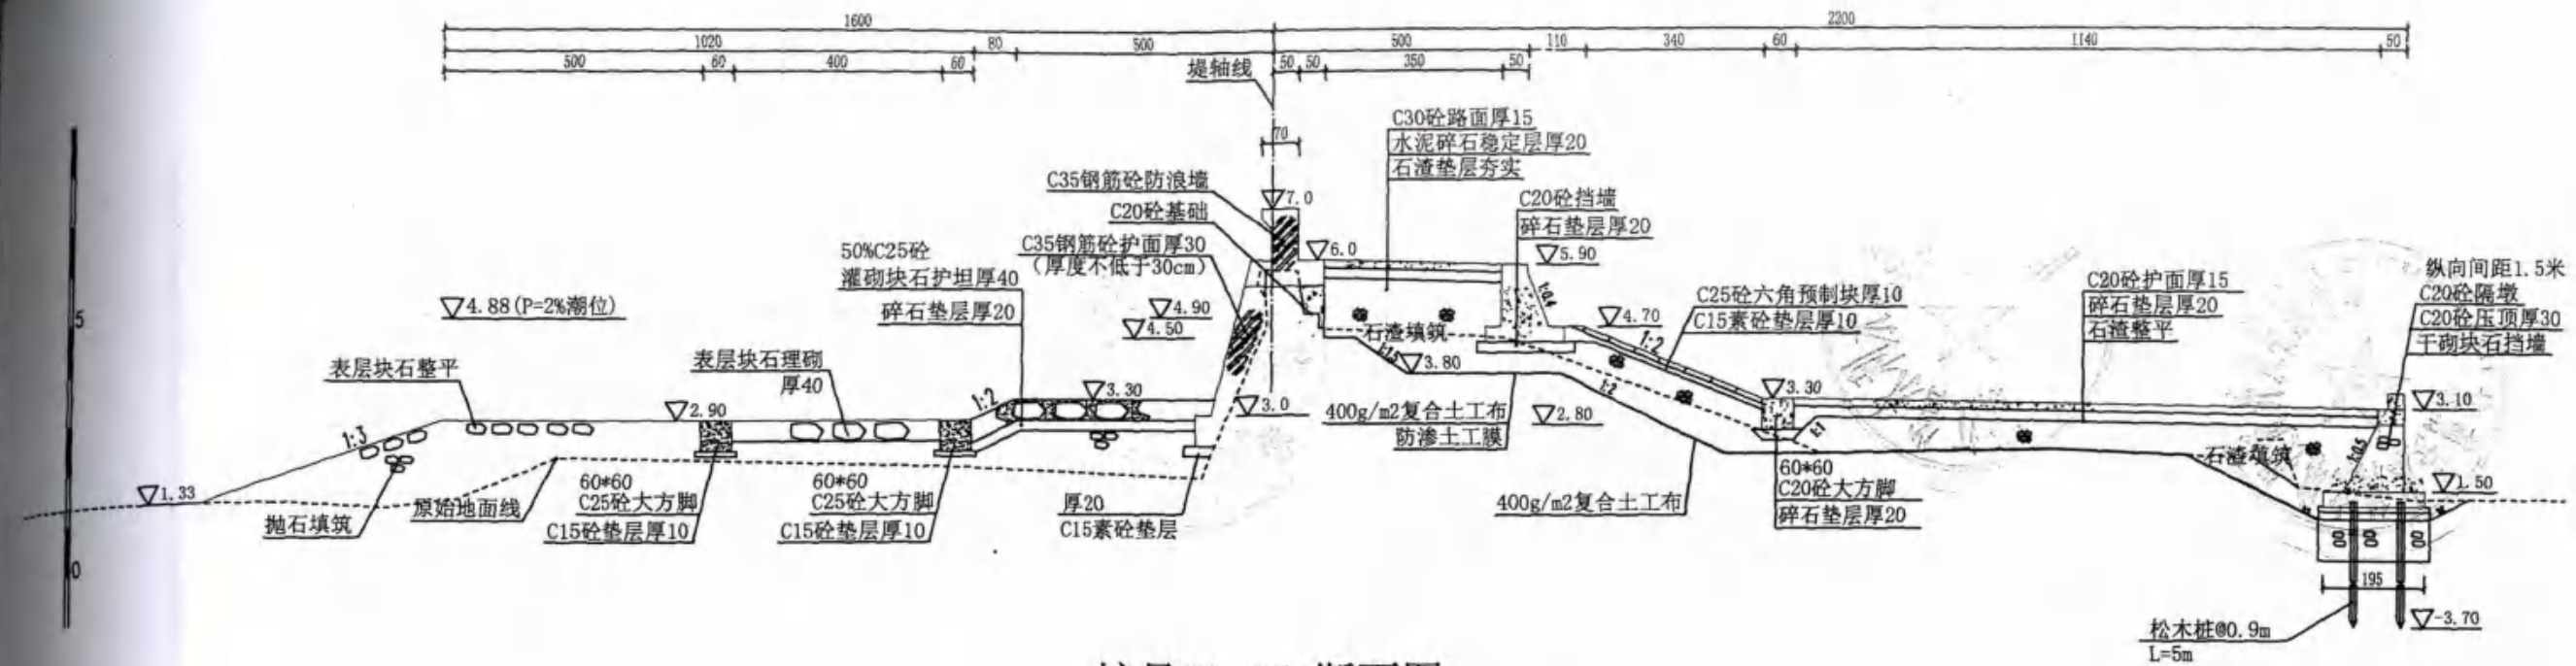 1600
2200
1020
80
500
500
110
340
60
1140
50
500
60
400
60
50
50
350
50
堤轴线
70
C30砼路面厚15
水泥碎石稳定层厚20
石渣垫层夯实
C35钢筋砼防浪墙
C20砼基础
C35钢筋砼护面厚30
(厚度不低于30cm)
7.0
6.0
C20砼挡墙
碎石垫层厚20
5.90
1:0.4
50%C25砼
灌砌块石护坦厚40
碎石垫层厚20
4.88(P=2%潮位)
4.90
4.50
5
表层块石整平
表层块石理砌
厚40
石渣填筑
1:1.5
3.80
4.70
1:2
1:2
C25砼六角预制块厚10
C15素砼垫层厚10
C20砼护面厚15
碎石垫层厚20
石渣整平
纵向间距1.5米
C20砼隔墩
C20砼压顶厚30
干砌块石挡墙
1:3
2.90
1:2
3.30
3.0
400g/m2复合土工布
防渗土工膜
2.80
3.30
1:1
3.10
石渣填筑
1:0.5
1.33
抛石填筑
原始地面线
60*60
C25砼大方脚
C15砼垫层厚10
60*60
C25砼大方脚
C15砼垫层厚10
厚20
C15素砼垫层
400g/m2复合土工布
60*60
C20砼大方脚
碎石垫层厚20
1.50
0
195
松木桩@0.9m
L=5m
-3.70